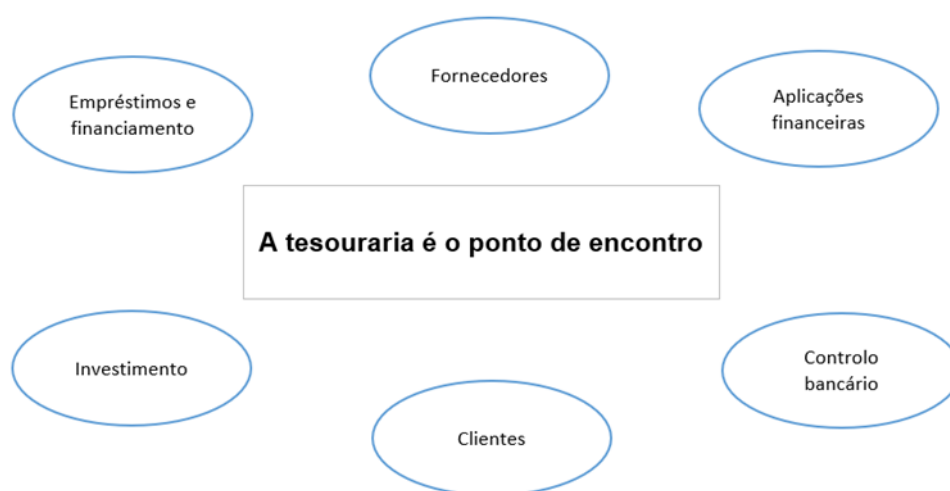 Fornecedores
Empréstimos e
financiamento
Aplicações
financeiras
A tesouraria é o ponto de encontro
Investimento
Controlo
bancário
Clientes